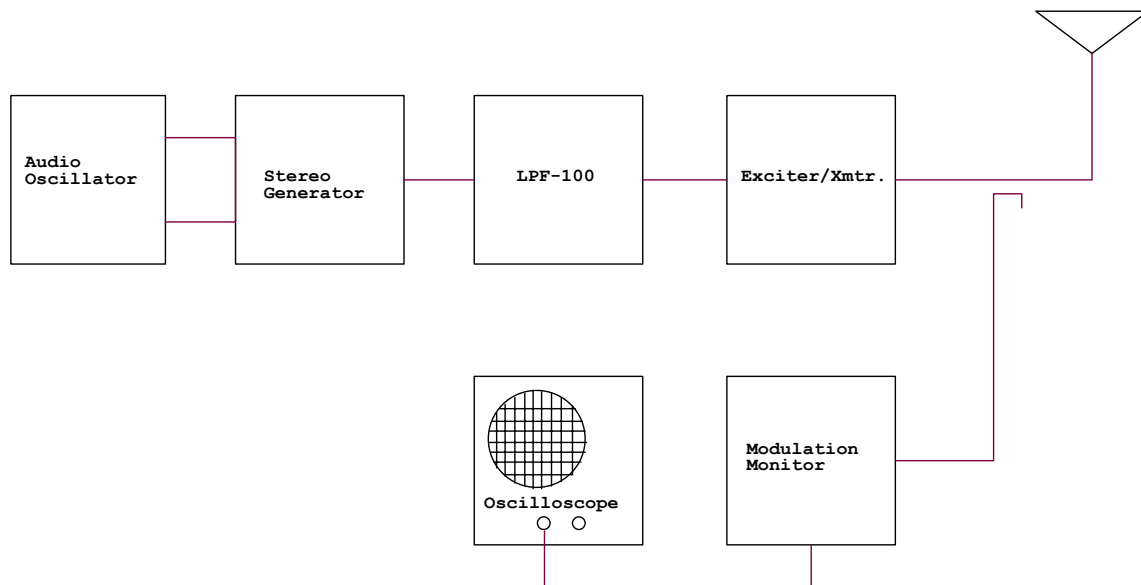 Audio
Oscillator
Stereo
Generator
LPF-100
Exciter/Xmtr.
Oscilloscope
Modulation
Monitor